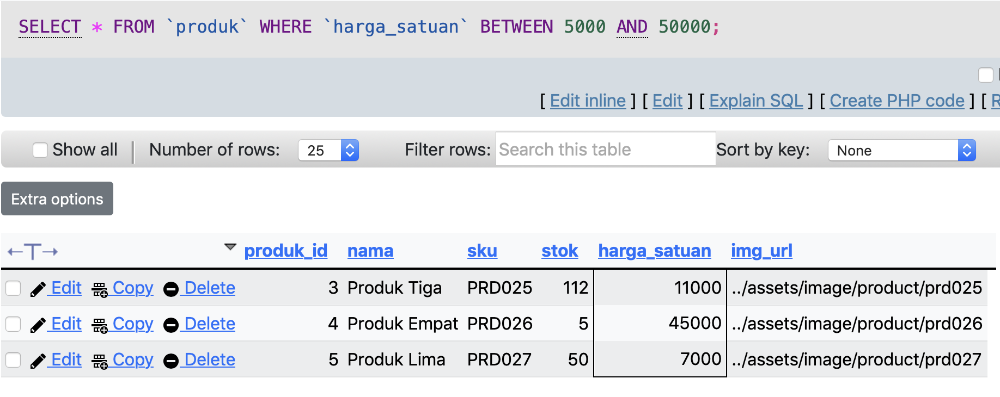 SELECT * FROM `produk` WHERE `harga_satuan` BETWEEN 5000 AND 50000;
[ Edit inline ] [ Edit ] [ Explain SQL ] [ Create PHP code ] [ R
Show all Number of rows: 25 Filter rows: Search this table Sort by key: None
Extra options
←T→ produk_id nama sku stok harga_satuan img_url
Edit Copy Delete 3 Produk Tiga PRD025 112 11000 ../assets/image/product/prd025
Edit Copy Delete 4 Produk Empat PRD026 5 45000 ../assets/image/product/prd026
Edit Copy Delete 5 Produk Lima PRD027 50 7000 ../assets/image/product/prd027